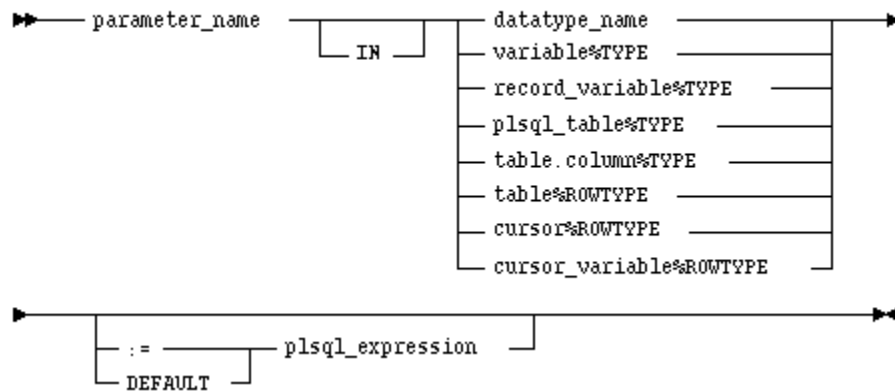 parameter_name datatype_name
IN variable%TYPE
record_variable%TYPE
plsql_table%TYPE
table.column%TYPE
table%ROWTYPE
cursor%ROWTYPE
cursor_variable%ROWTYPE
:= plsql_expression
DEFAULT